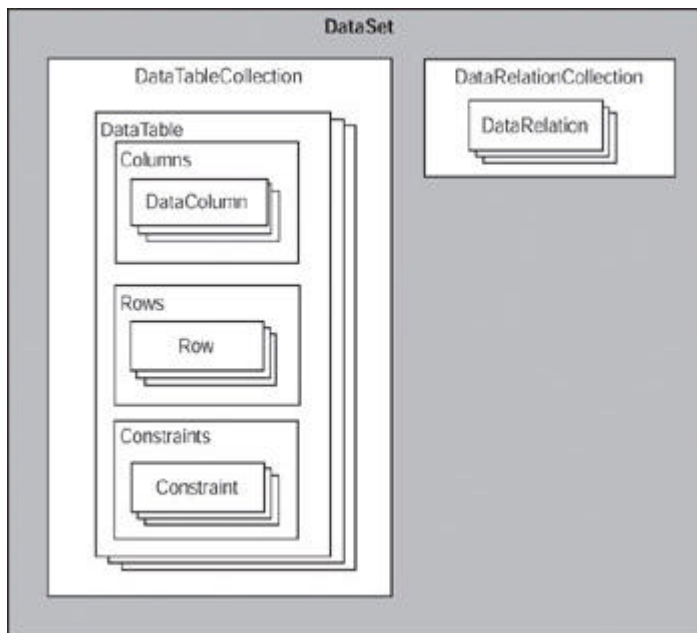 DataSet
DataTableCollection
DataTable
Columns
DataColumn
Rows
Row
Constraints
Constraint
DataRelationCollection
DataRelation